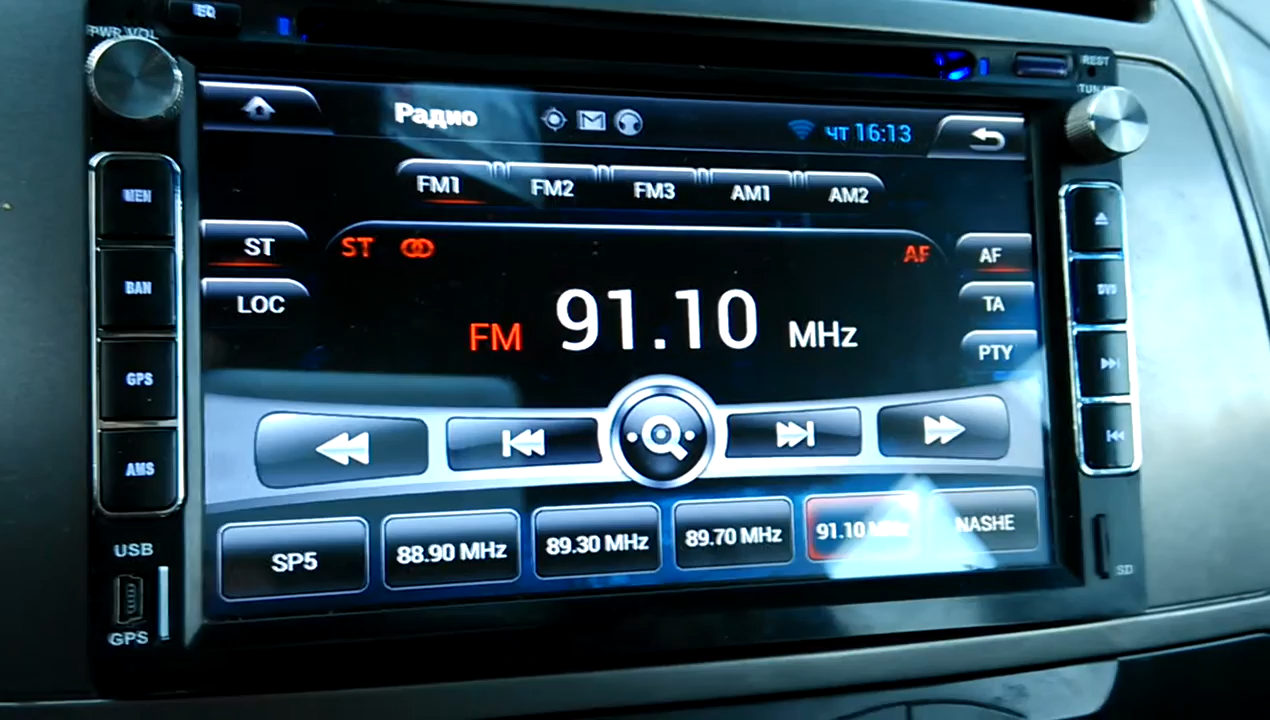 EQ
PWR VOL
REST
Радио
чт 16:13
FM1 FM2 FM3 AM1 AM2
MEN
ST
ST
AF
AF
BAN
LOC
FM 91.10 MHz
TA
DVD
PTY
GPS
AMS
SP5
88.90 MHz
89.30 MHz
89.70 MHz
91.10 MHz
NASHE
USB
GPS
SD